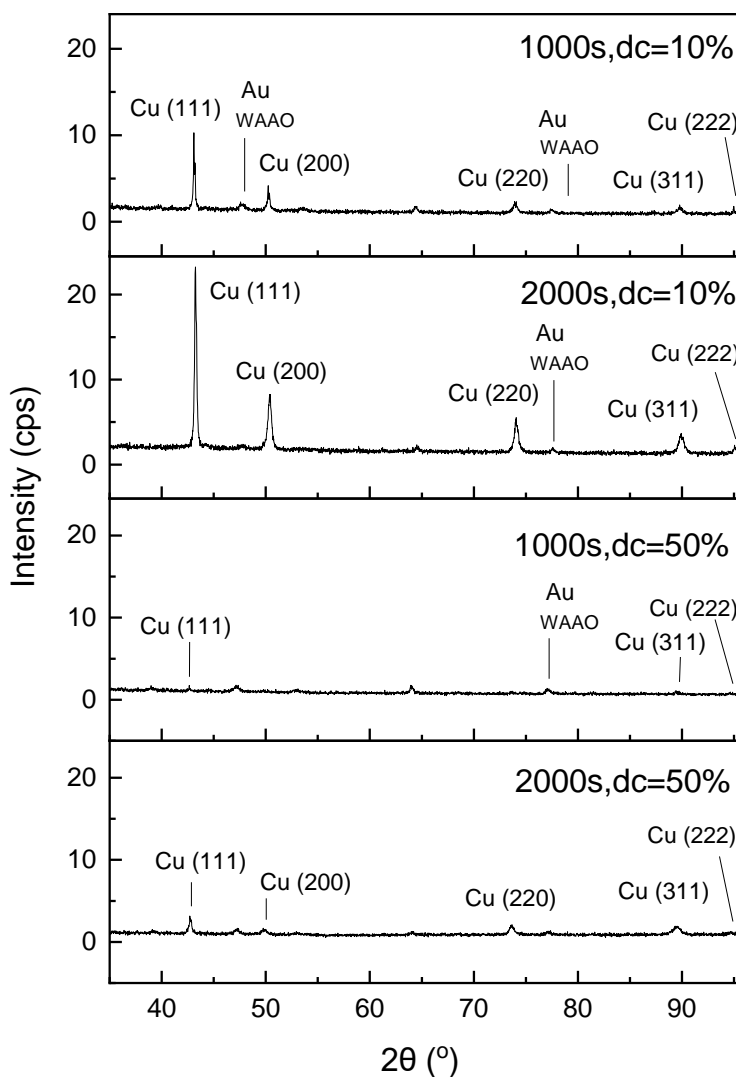 1000s,dc=10%
20
10
0
Cu (111)
Au
WAAO
Cu (200)
Au
WAAO
Cu (220)
Cu (222)
Cu (311)
2000s,dc=10%
20
10
0
Cu (111)
Cu (200)
Cu (220)
Au
WAAO
Cu (222)
Cu (311)
1000s,dc=50%
20
10
0
Cu (111)
Au
WAAO
Cu (222)
Cu (311)
2000s,dc=50%
20
10
0
Cu (111)
Cu (200)
Cu (220)
Cu (222)
Cu (311)
40 50 60 70 80 90
Intensity (cps)
2θ (o)